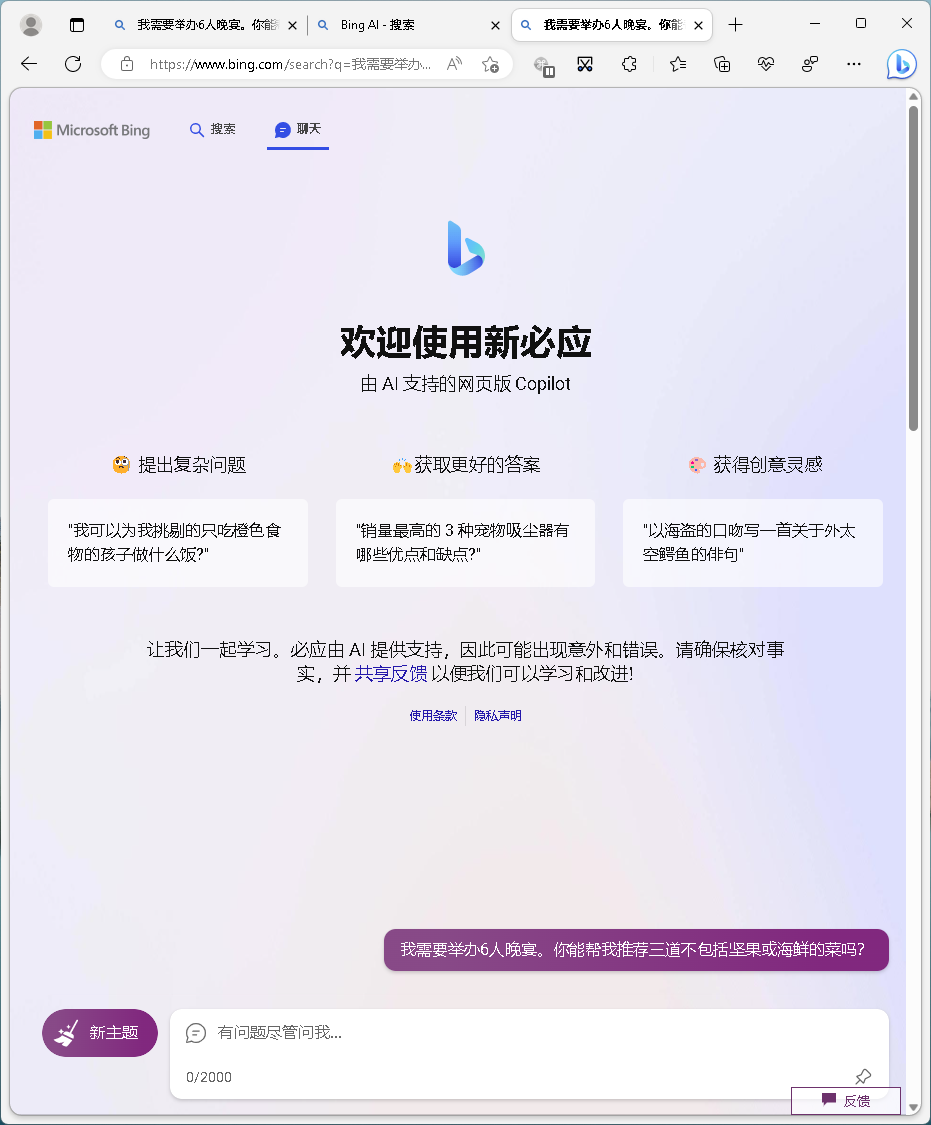 我需要举办6人晚宴。你能
Bing AI - 搜索
我需要举办6人晚宴。你能
https://www.bing.com/search?q=我需要举办...
Microsoft Bing
搜索
聊天
欢迎使用新必应
由 AI 支持的网页版 Copilot
提出复杂问题
获取更好的答案
获得创意灵感
"我可以为我挑剔的只吃橙色食
物的孩子做什么饭?"
"销量最高的 3 种宠物吸尘器有
哪些优点和缺点?"
"以海盗的口吻写一首关于外太
空鳄鱼的俳句"
让我们一起学习。必应由 AI 提供支持，因此可能出现意外和错误。请确保核对事
实，并 共享反馈 以便我们可以学习和改进!
使用条款 隐私声明
我需要举办6人晚宴。你能帮我推荐三道不包括坚果或海鲜的菜吗?
新主题
有问题尽管问我...
0/2000
反馈